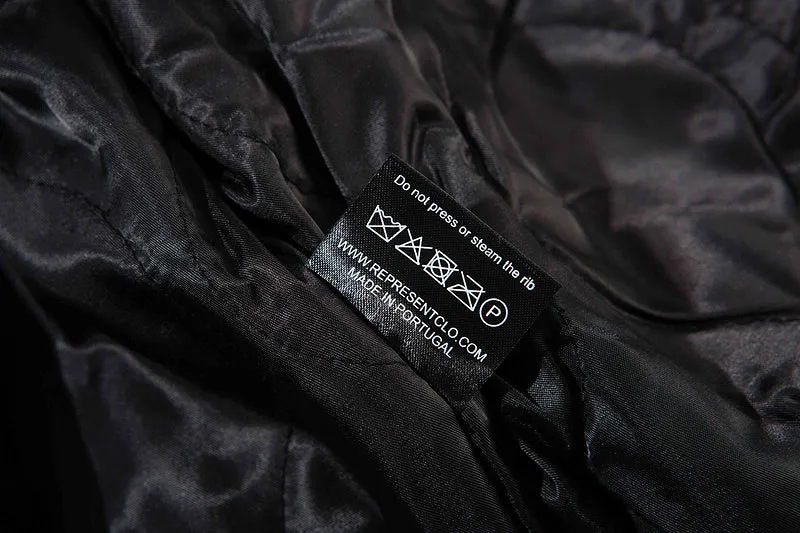 Do not press or steam the rib
P
WWW.REPRESENTCLO.COM
MADE IN PORTUGAL